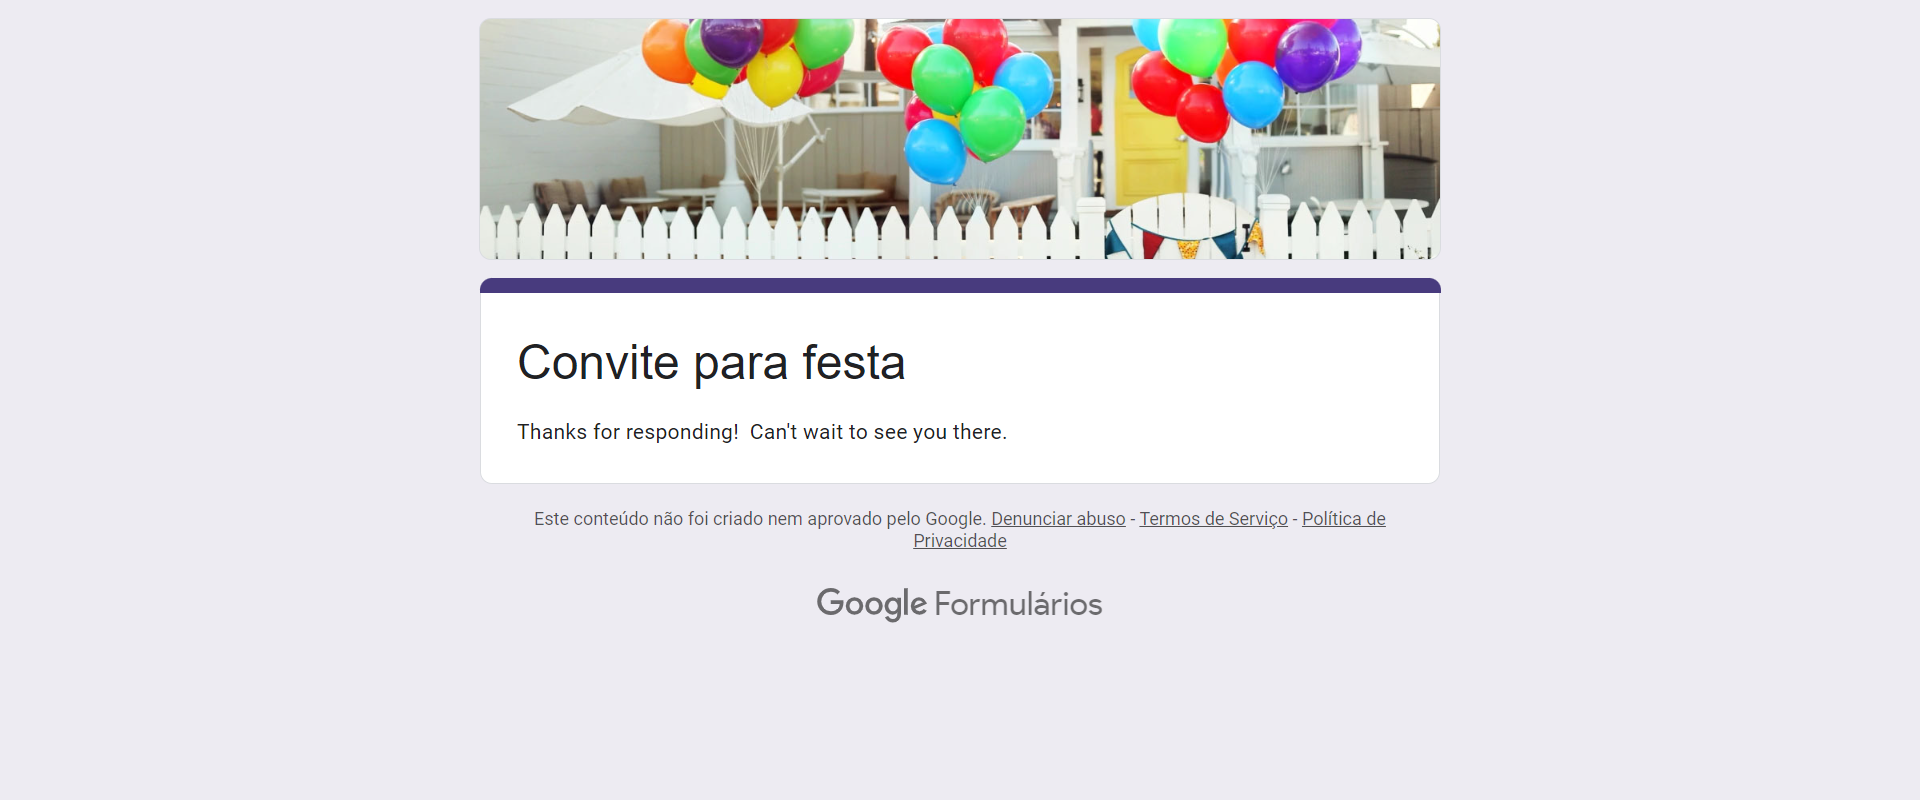 Convite para festa
Thanks for responding!  Can't wait to see you there.
Este conteúdo não foi criado nem aprovado pelo Google. Denunciar abuso - Termos de Serviço - Política de
Privacidade
Google Formulários